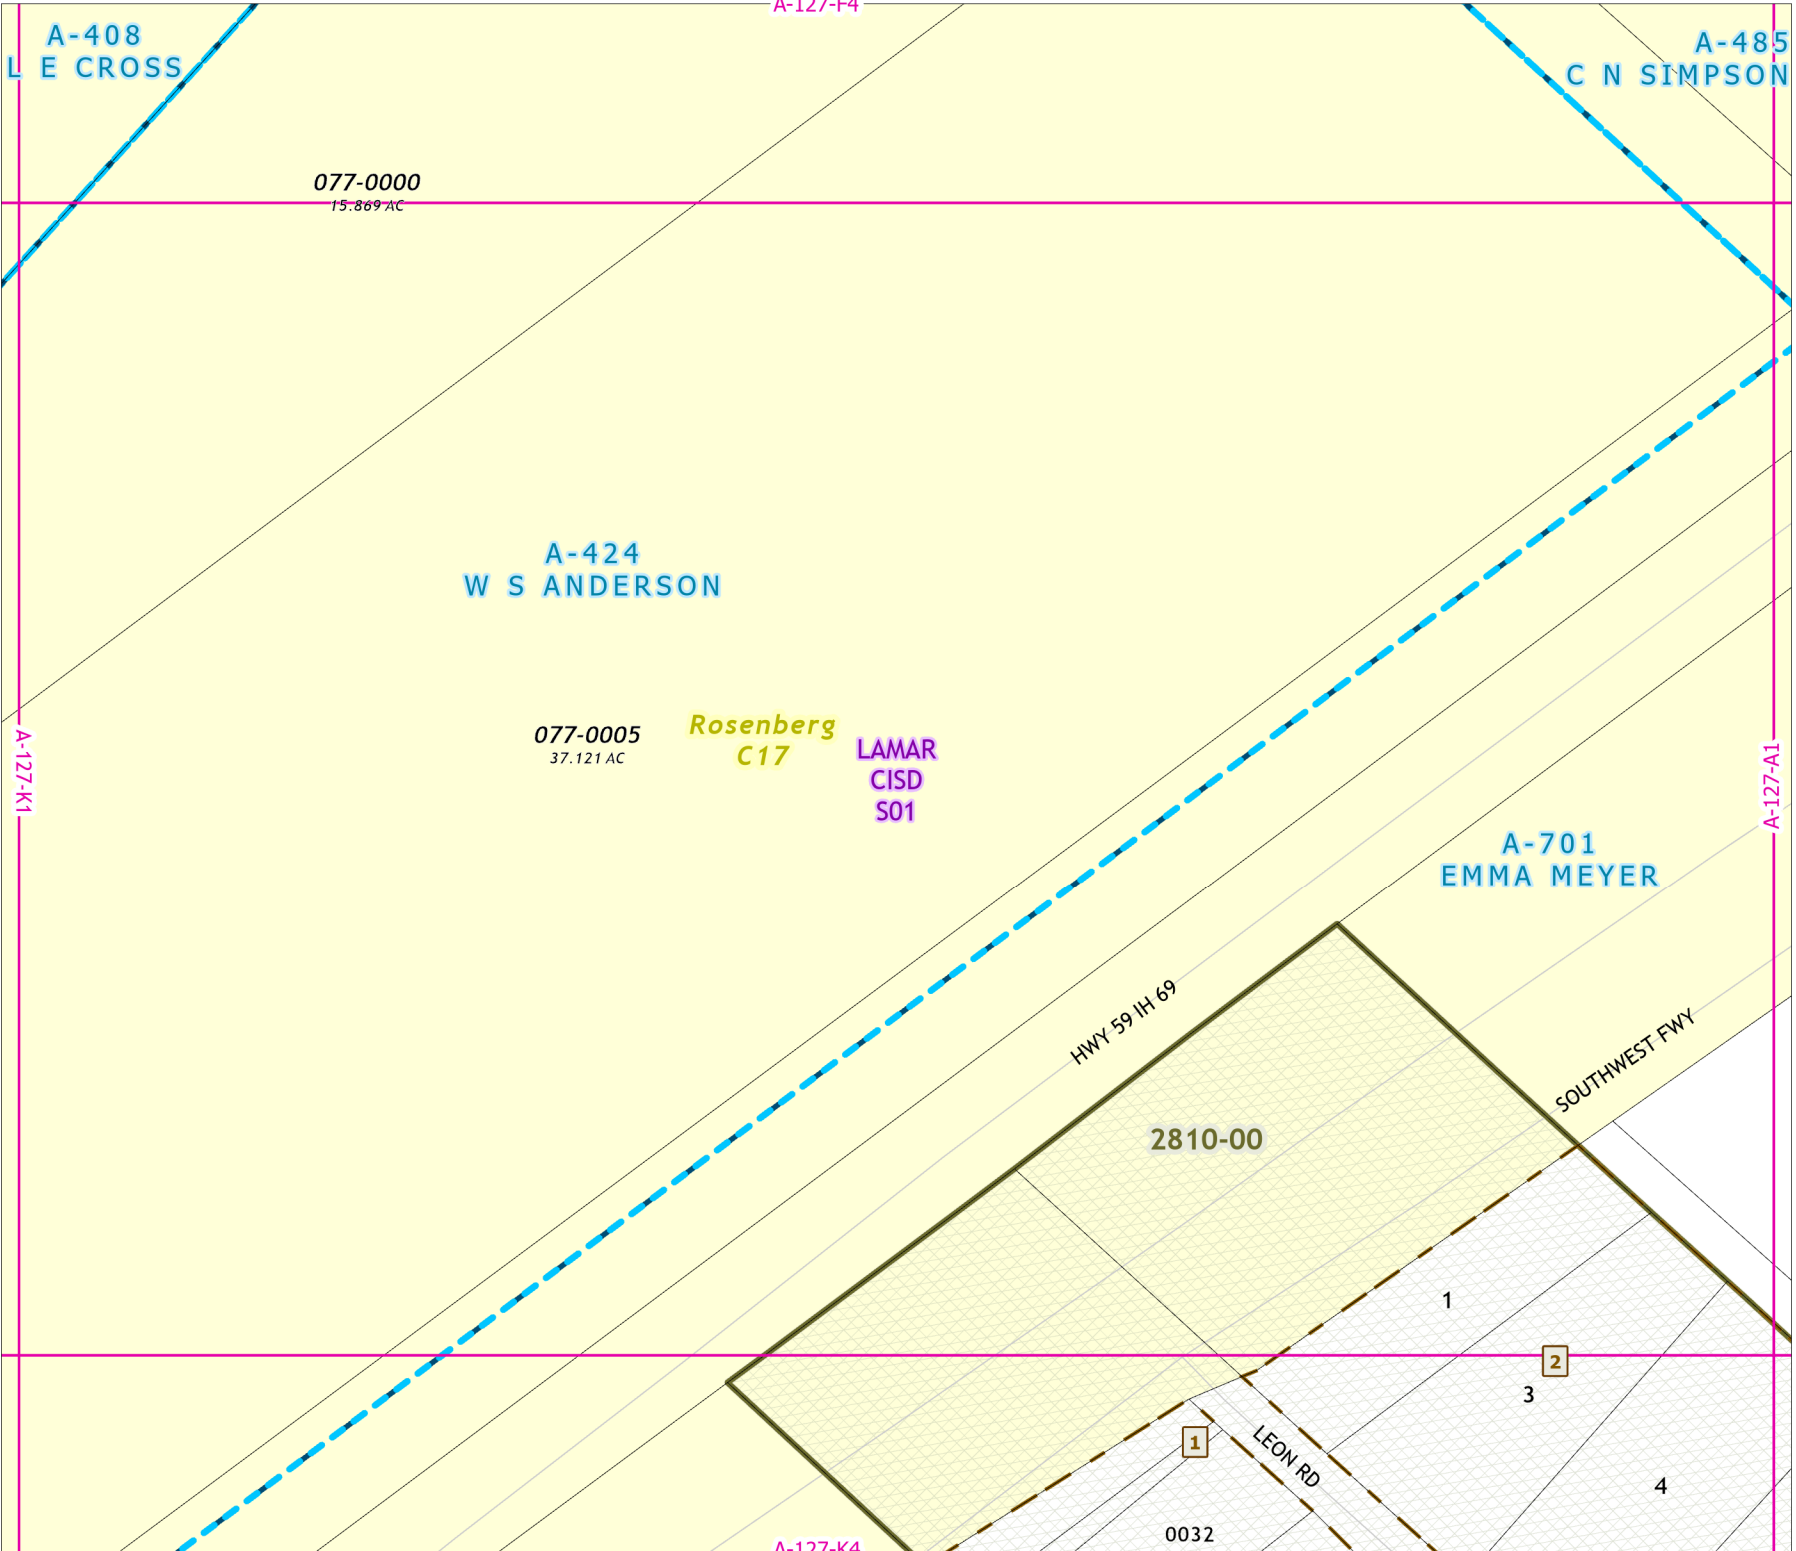 A-127-F4
A-408
L E CROSS
A-485
C N SIMPSON
077-0000
15.869 AC
A-424
W S ANDERSON
077-0005
37.121 AC
Rosenberg
C17
LAMAR
CISD
S01
A-127-K1
A-127-A1
A-701
EMMA MEYER
HWY 59 IH 69
SOUTHWEST FWY
2810-00
1
2
3
1
LEON RD
4
0032
A-127-K4